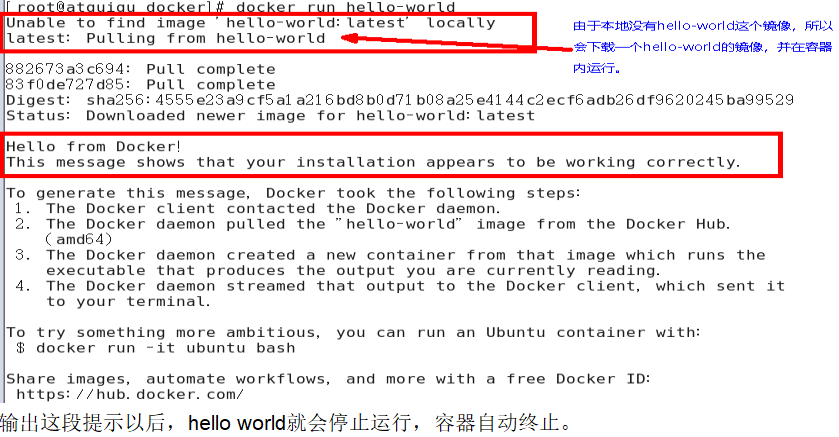 [root@atguigu docker]# docker run hello-world
Unable to find image 'hello-world:latest' locally
latest: Pulling from hello-world
由于本地没有hello-world这个镜像，所以
会下载一个hello-world的镜像，并在容器
内运行。
882673a3c694: Pull complete
83f0de727d85: Pull complete
Digest: sha256:4555e23a9cf5a1a216bd8b0d71b08a25e4144c2ecf6adb26df9620245ba99529
Status: Downloaded newer image for hello-world:latest
Hello from Docker!
This message shows that your installation appears to be working correctly.
To generate this message, Docker took the following steps:
1. The Docker client contacted the Docker daemon.
2. The Docker daemon pulled the "hello-world" image from the Docker Hub.
(amd64)
3. The Docker daemon created a new container from that image which runs the
executable that produces the output you are currently reading.
4. The Docker daemon streamed that output to the Docker client, which sent it
to your terminal.
To try something more ambitious, you can run an Ubuntu container with:
$ docker run -it ubuntu bash
Share images, automate workflows, and more with a free Docker ID:
https://hub.docker.com/
输出这段提示以后，hello world就会停止运行，容器自动终止。